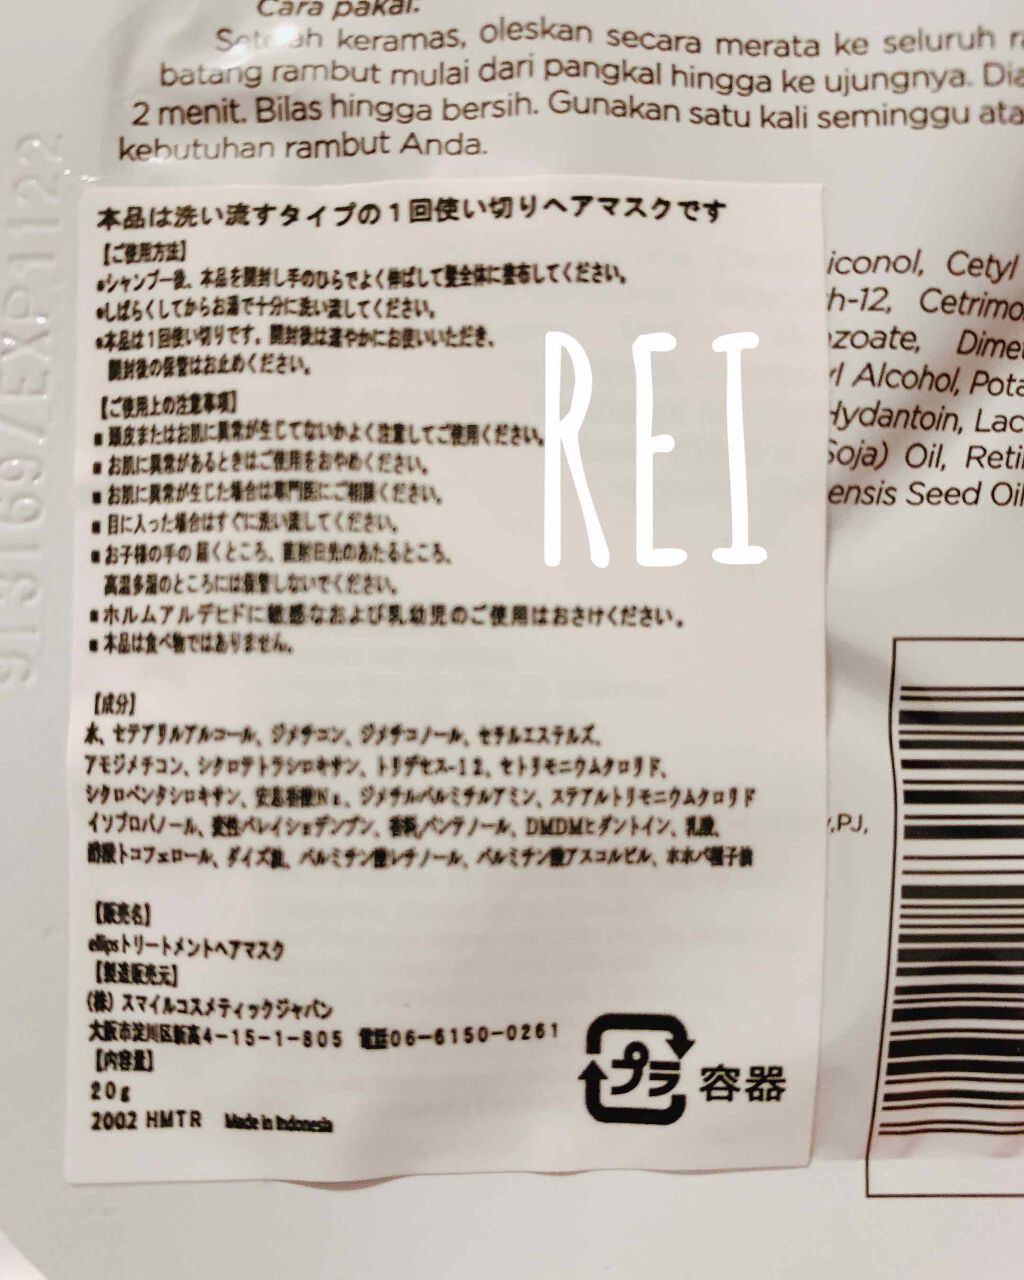 Cara pakai:
Setelah keramas, oleskan secara merata ke seluruh
batang rambut mulai dari pangkal hingga ke ujungnya.
2 menit. Bilas hingga bersih. Gunakan satu kali seminggu
kebutuhan rambut Anda.
本品は洗い流すタイプの1回使い切りヘアマスクです
【ご使用方法】
●シャンプー後、本品を開封し手のひらでよく伸ばして髪全体に塗布してください。
●しばらくしてからお湯で十分に洗い流してください。
●本品は1回使い切りです。開封後は速やかにお使いいただき、
開封後の保管はお止めください。
【ご使用上の注意事項】
■頭皮またはお肌に異常が生じてないかよく注意してご使用ください。
■お肌に異常があるときはご使用をおやめください。
■お肌に異常が生じた場合は専門医にご相談ください。
■目に入った場合はすぐに洗い流してください。
■お子様の手の届くところ、直射日光のあたるところ、
高温多湿のところには保管しないでください。
■ホルムアルデヒドに敏感なおよび乳幼児のご使用はおさけください。
■本品は食べ物ではありません。
【成分】
水、セテアリルアルコール、ジメチコン、ジメチコノール、セチルエステルズ、
アモジメチコン、シクロテトラシロキサン、トリデセス-12、セトリモニウムクロリド、
シクロペンタシロキサン、安息香酸Na、ジメチルパルミチルアミン、ステアルトリモニウムクロリド
イソプロパノール、変性バレイショデンプン、香料、パンテノール、DMDMヒダントイン、乳酸、
酢酸トコフェロール、ダイズ油、パルミチン酸レチノール、パルミチン酸アスコルビル、ホホバ種子油
【販売名】
ellipsトリートメントヘアマスク
【製造販売元】
(株)スマイルコスメティックジャパン
大阪市淀川区新高4-15-1-805 電話06-6150-0261
【内容量】
20g
2002 HMTR Made in Indonesia
プラ 容器
REI
iconol, Cetyl
h-12,
zoate,
Alcohol,
Hydantoin,
Soja) Oil,
ensis Seed Oil
,PJ,
EXP1122